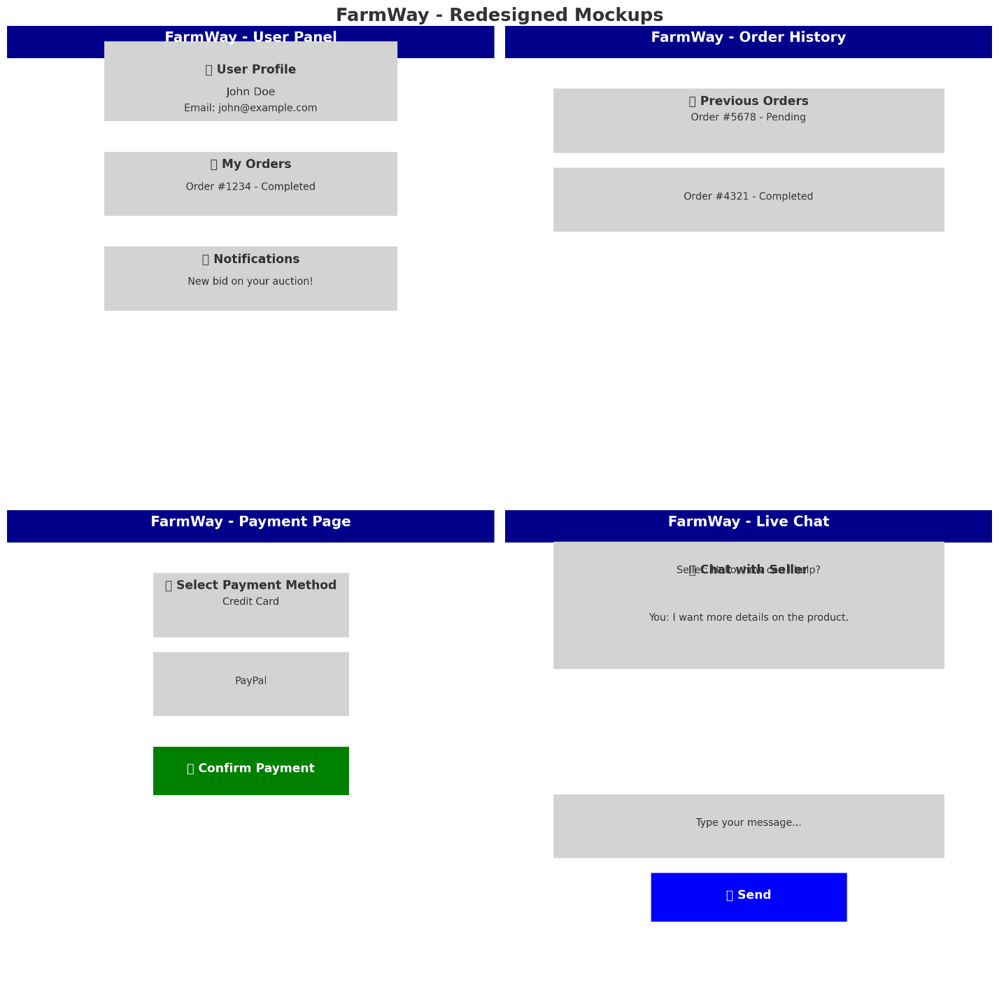 FarmWay - Redesigned Mockups
FarmWay - User Panel
User Profile
John Doe
Email: john@example.com
My Orders
Order #1234 - Completed
Notifications
New bid on your auction!
FarmWay - Order History
Previous Orders
Order #5678 - Pending
Order #4321 - Completed
FarmWay - Payment Page
Select Payment Method
Credit Card
PayPal
Confirm Payment
FarmWay - Live Chat
Chat with Seller
Seller: help?
You: I want more details on the product.
Type your message...
Send